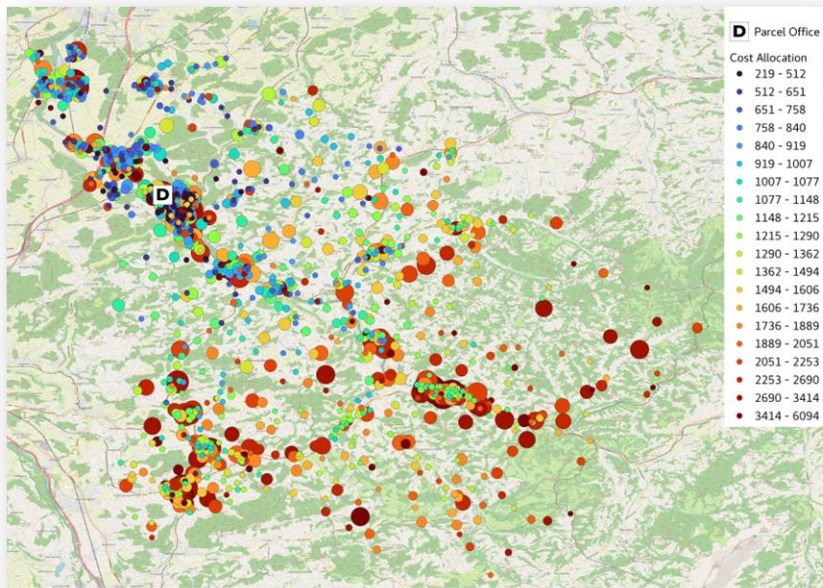 D Parcel Office
Cost Allocation
219 - 512
512 - 651
651 - 758
758 - 840
840 - 919
919 - 1007
1007 - 1077
1077 - 1148
1148 - 1215
1215 - 1290
1290 - 1362
1362 - 1494
1494 - 1606
1606 - 1736
1736 - 1889
1889 - 2051
2051 - 2253
2253 - 2690
2690 - 3414
3414 - 6094
D